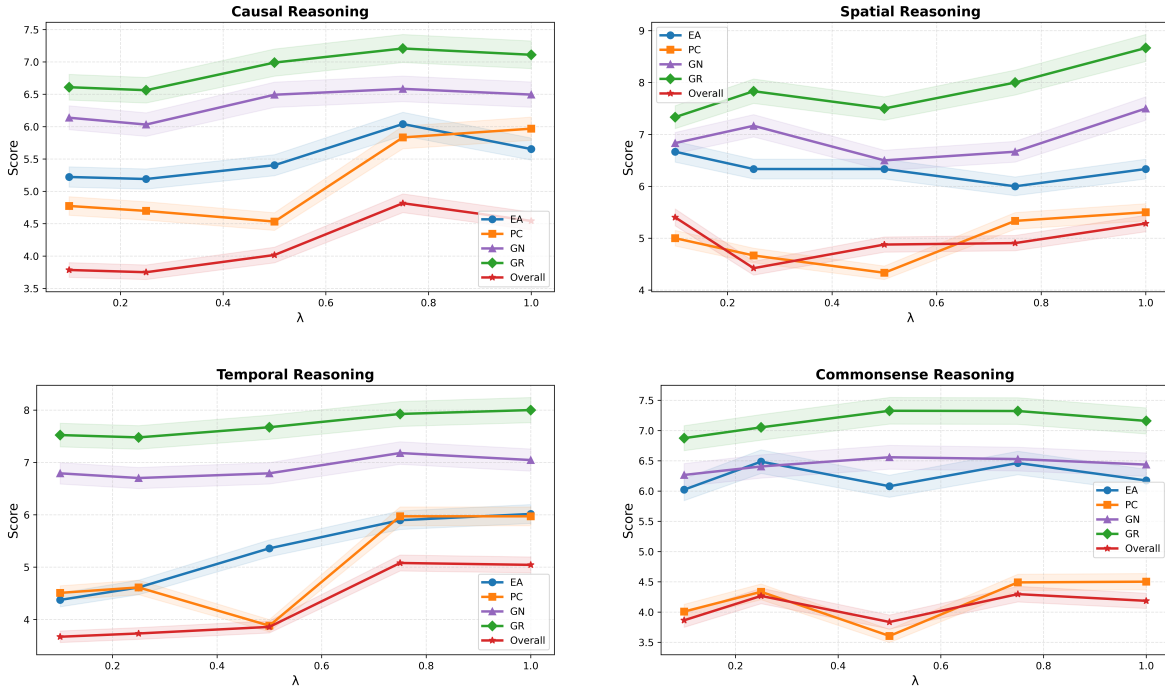 Causal Reasoning
7.5
7.0
6.5
6.0
5.5
5.0
4.5
4.0
3.5
Score
0.2 0.4 0.6 0.8 1.0
λ
EA
PC
GN
GR
Overall
Spatial Reasoning
9
8
7
6
5
4
Score
0.2 0.4 0.6 0.8 1.0
λ
EA
PC
GN
GR
Overall
Temporal Reasoning
8
7
6
5
4
Score
0.2 0.4 0.6 0.8 1.0
λ
EA
PC
GN
GR
Overall
Commonsense Reasoning
7.5
7.0
6.5
6.0
5.5
5.0
4.5
4.0
3.5
Score
0.2 0.4 0.6 0.8 1.0
λ
EA
PC
GN
GR
Overall